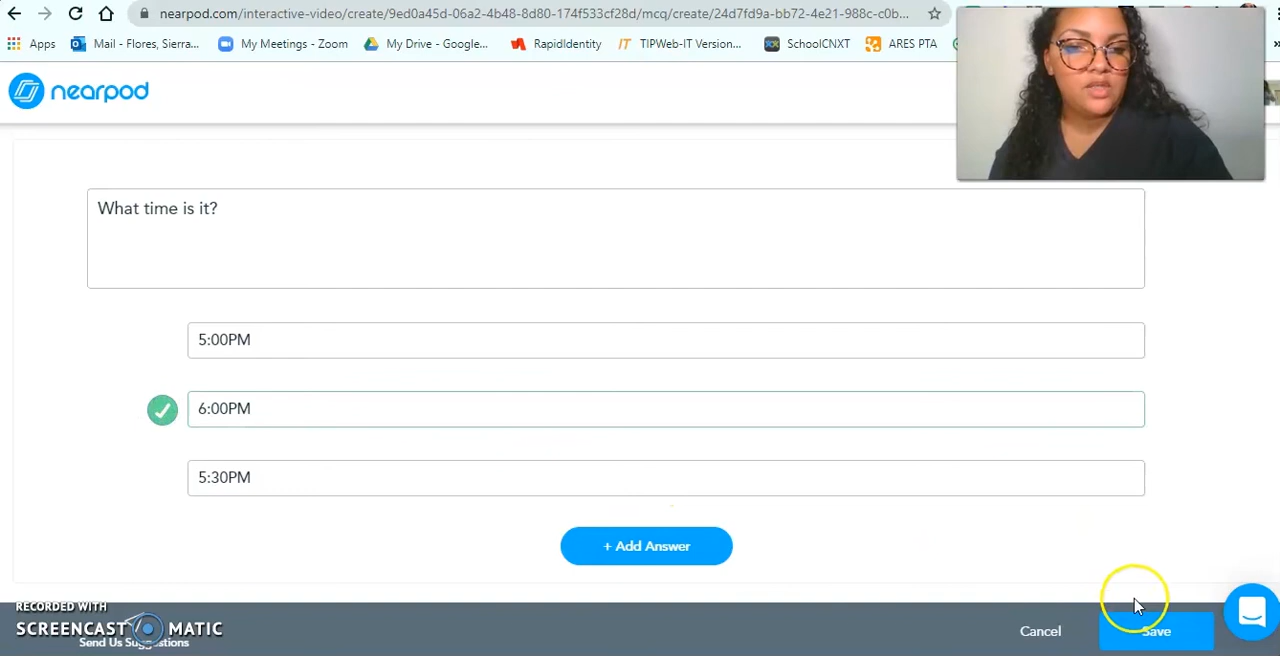 nearpod.com/interactive-video/create/9ed0a45d-06a2-4b48-8d80-174f533cf28d/mcq/create/24d7fd9a-bb72-4e21-988c-c0b...
Apps Mail - Flores, Sierra... My Meetings - Zoom My Drive - Google... RapidIdentity IT TIPWeb-IT Version... SchoolCNXT ARES PTA
nearpod
What time is it?
5:00PM
6:00PM
5:30PM
+ Add Answer
RECORDED WITH
SCREENCAST MATIC
Send Us Suggestions
Cancel
Save